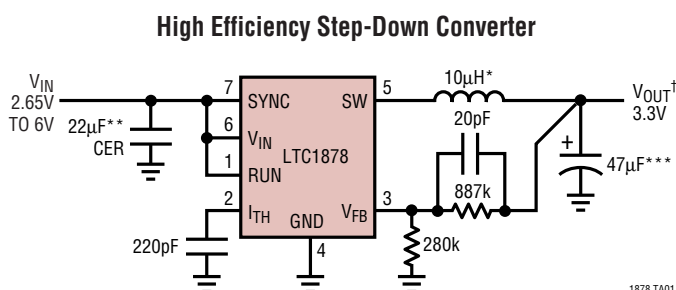 High Efficiency Step-Down Converter
VIN
2.65V
TO 6V
22µF**
CER
7
SYNC
6
VIN
1
RUN
2
ITH
LTC1878
GND
4
SW
5
VFB
3
10µH*
20pF
887k
280k
220pF
VOUT†
3.3V
+
47µF***
1878 TA01